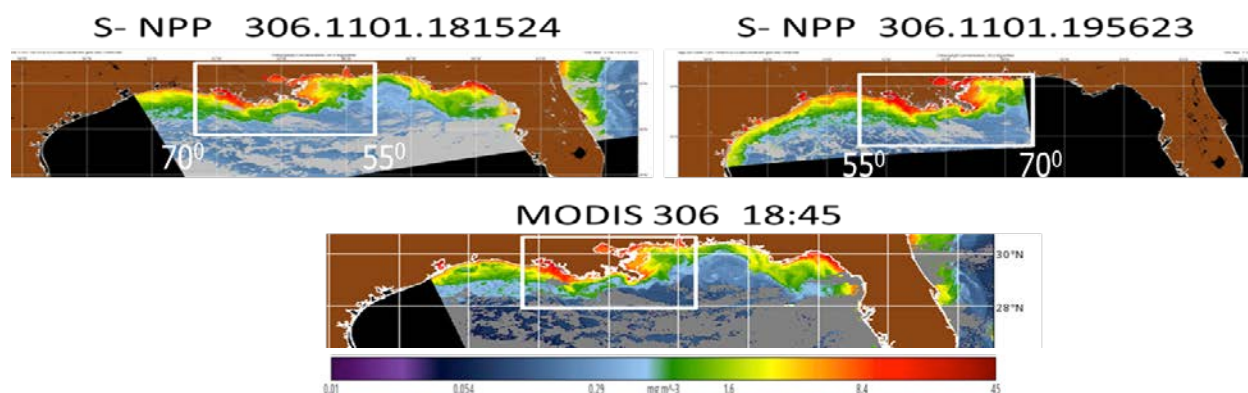 S- NPP 306.1101.181524
S- NPP 306.1101.195623
70⁰ 55⁰
55⁰ 70⁰
MODIS 306 18:45
30°N
28°N
0.01 0.054 0.29 mg m^-3 1.6 8.4 45